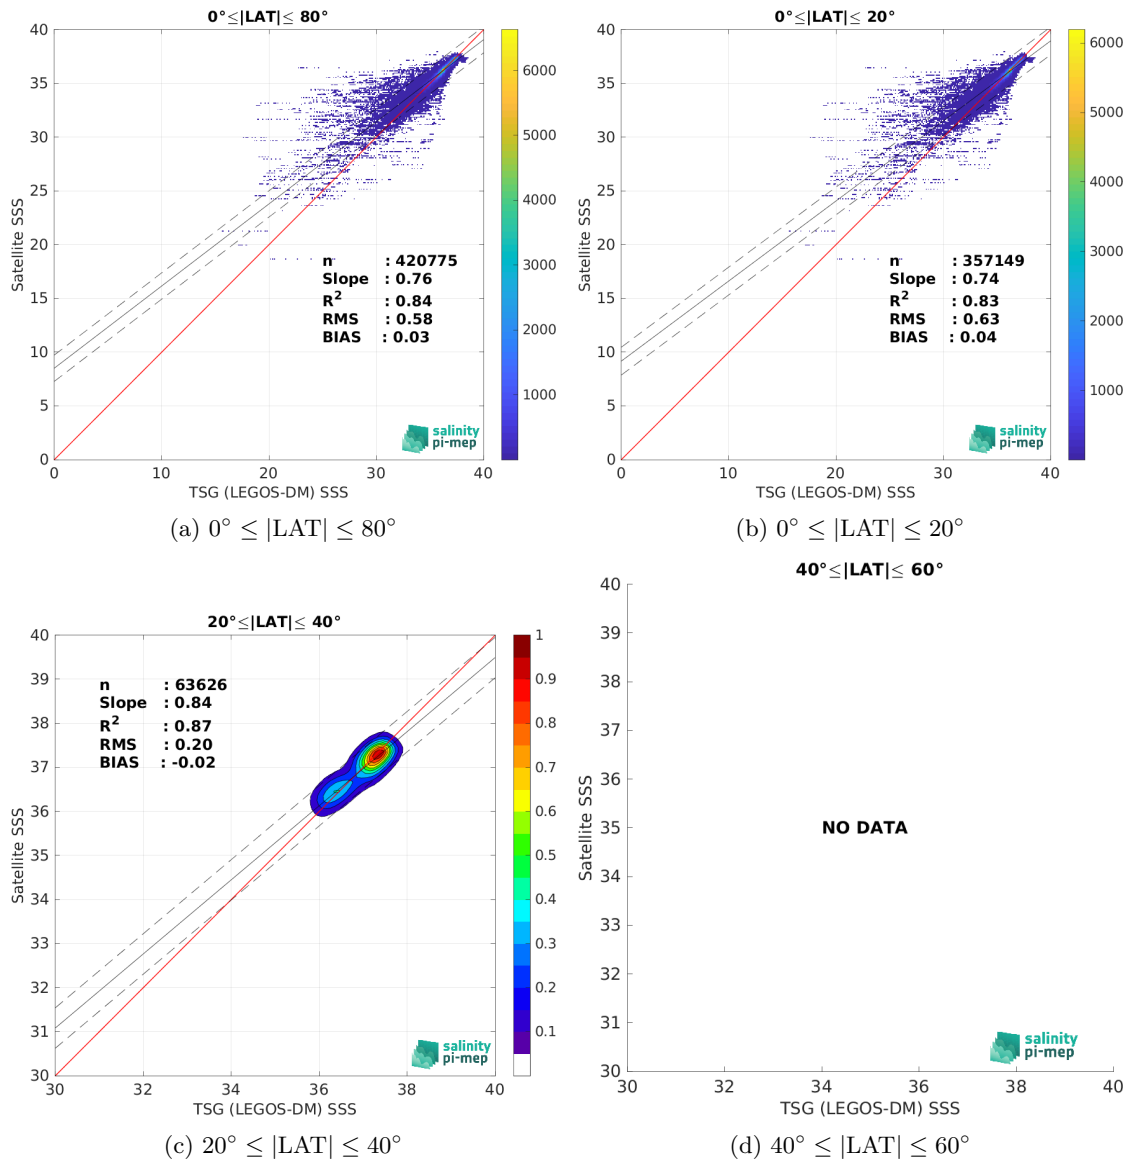 0°≤|LAT|≤ 80°
40
35
30
25
20
15
10
5
0
0
10
20
30
40
Satellite SSS
TSG (LEGOS-DM) SSS
n : 420775
Slope : 0.76
R² : 0.84
RMS : 0.58
BIAS : 0.03
salinity
pi-mep
6000
5000
4000
3000
2000
1000
(a) 0° ≤ |LAT| ≤ 80°
0°≤|LAT|≤ 20°
40
35
30
25
20
15
10
5
0
0
10
20
30
40
Satellite SSS
TSG (LEGOS-DM) SSS
n : 357149
Slope : 0.74
R² : 0.83
RMS : 0.63
BIAS : 0.04
salinity
pi-mep
6000
5000
4000
3000
2000
1000
(b) 0° ≤ |LAT| ≤ 20°
20°≤|LAT|≤ 40°
40
39
38
37
36
35
34
33
32
31
30
30
32
34
36
38
40
Satellite SSS
TSG (LEGOS-DM) SSS
n : 63626
Slope : 0.84
R² : 0.87
RMS : 0.20
BIAS : -0.02
salinity
pi-mep
1
0.9
0.8
0.7
0.6
0.5
0.4
0.3
0.2
0.1
(c) 20° ≤ |LAT| ≤ 40°
40°≤|LAT|≤ 60°
40
39
38
37
36
35
34
33
32
31
30
30
32
34
36
38
40
Satellite SSS
TSG (LEGOS-DM) SSS
NO DATA
salinity
pi-mep
(d) 40° ≤ |LAT| ≤ 60°